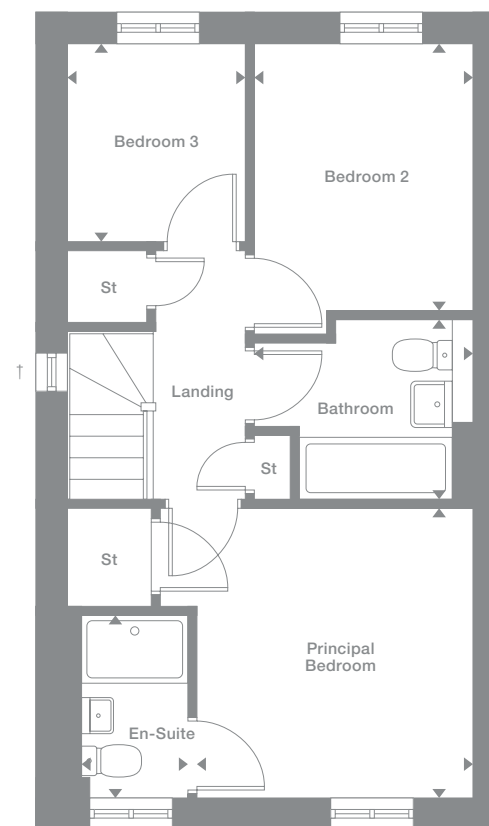 Bedroom 3
Bedroom 2
St
†
Landing
Bathroom
St
St
Principal
Bedroom
En-Suite